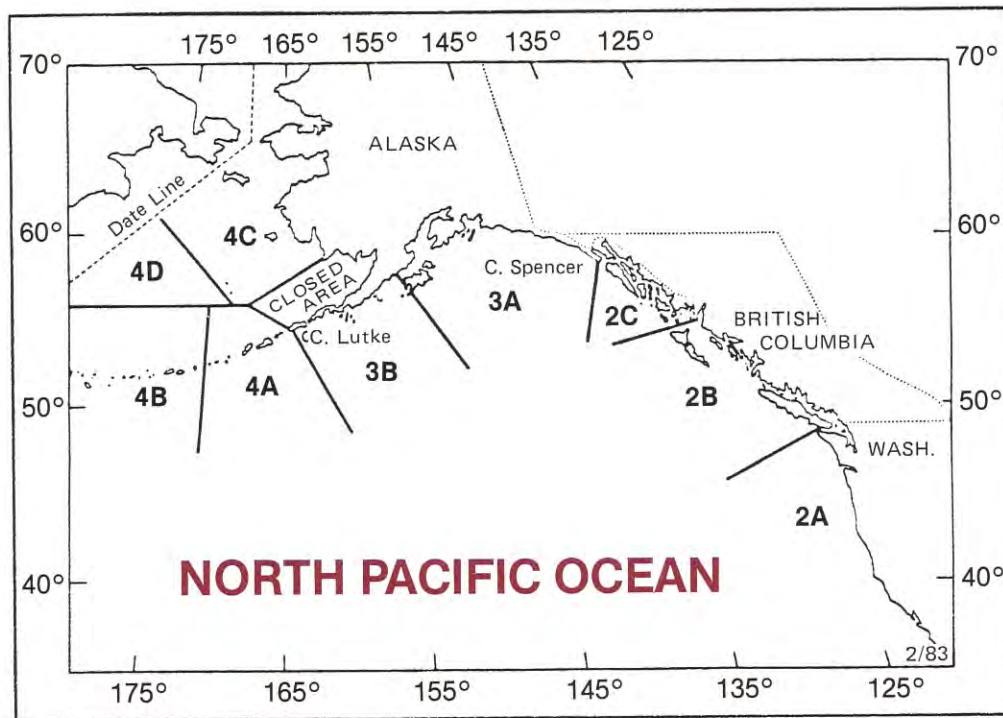 175° 165° 155° 145° 135° 125°
70° 70°
ALASKA
Date Line
60° 4C 60°
4D CLOSED AREA C. Spencer 3A
2C BRITISH
C. Lutke COLUMBIA
4B 4A 3B 2B
50° 50°
WASH.
2A
NORTH PACIFIC OCEAN
40° 40°
2/83
175° 165° 155° 145° 135° 125°